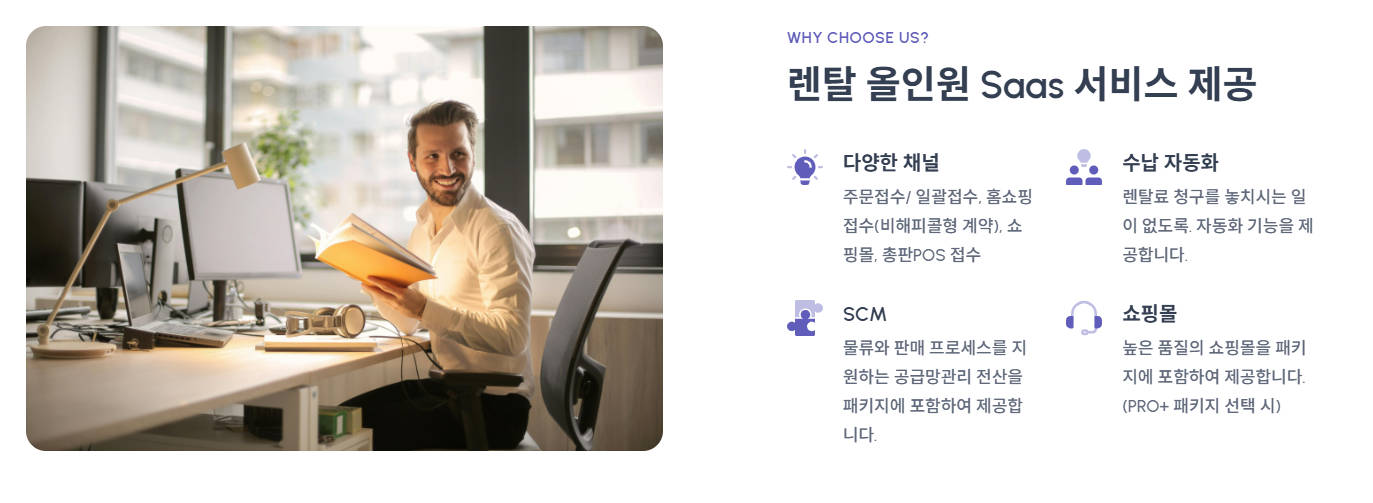 WHY CHOOSE US?
렌탈 올인원 Saas 서비스 제공
다양한 채널
주문접수/ 일괄접수, 홈쇼핑
접수(비해피콜형 계약), 쇼
핑몰, 총판POS 접수
수납 자동화
렌탈료 청구를 놓치시는 일
이 없도록. 자동화 기능을 제
공합니다.
SCM
물류와 판매 프로세스를 지
원하는 공급망관리 전산을
패키지에 포함하여 제공합
니다.
쇼핑몰
높은 품질의 쇼핑몰을 패키
지에 포함하여 제공합니다.
(PRO+ 패키지 선택 시)